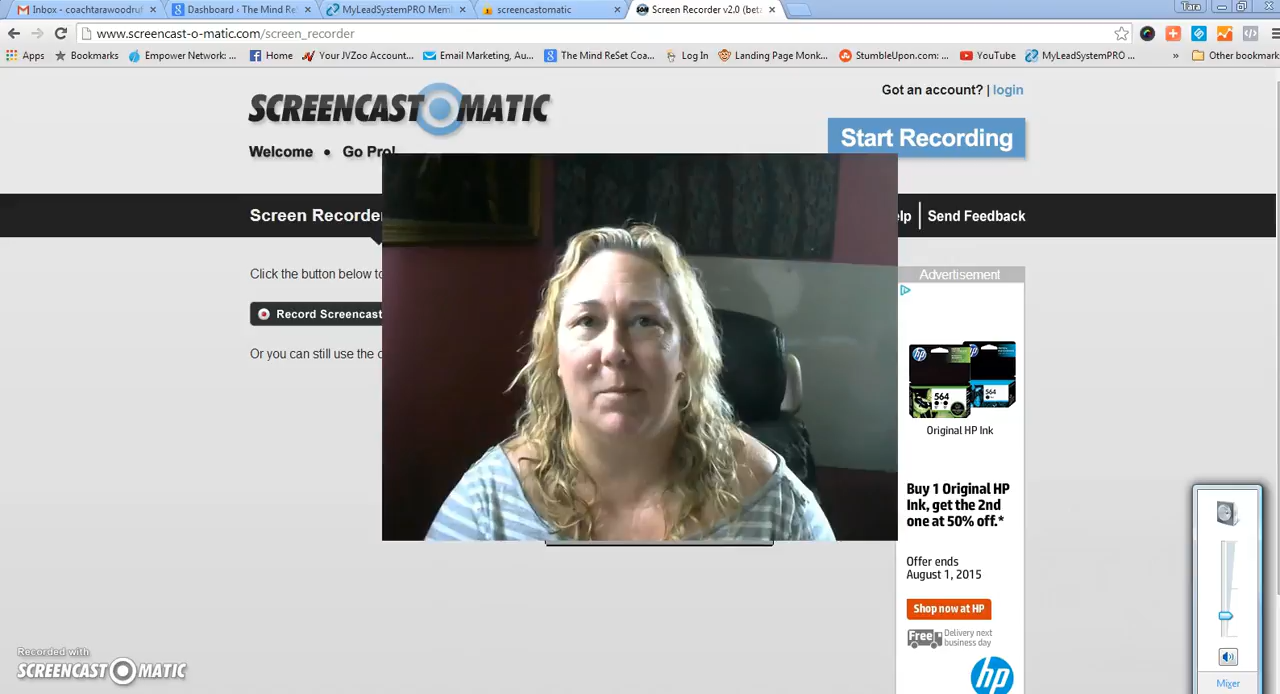 Inbox - coachtarawoodruf
Dashboard ‹ The Mind Re
MyLeadSystemPRO Mem
screencastomatic
Screen Recorder v2.0 (bet
Tara
www.screencast-o-matic.com/screen_recorder
Apps
Bookmarks
Empower Network: ...
Home
Your JVZoo Account...
Email Marketing, Au...
The Mind ReSet Coa...
Log In
Landing Page Monk...
StumbleUpon.com: ...
YouTube
MyLeadSystemPRO ...
»
Other bookmark
SCREENCAST O MATIC
Got an account? | login
Start Recording
Welcome • Go Pro!
Screen Recorde
elp
Send Feedback
Click the button below to
Record Screencast
Or you can still use the o
Advertisement
564
564
Original HP Ink
Buy 1 Original HP
Ink, get the 2nd
one at 50% off.*
Offer ends
August 1, 2015
Shop now at HP
Free
Delivery next
business day
hp
Recorded with
SCREENCAST O MATIC
Mixer